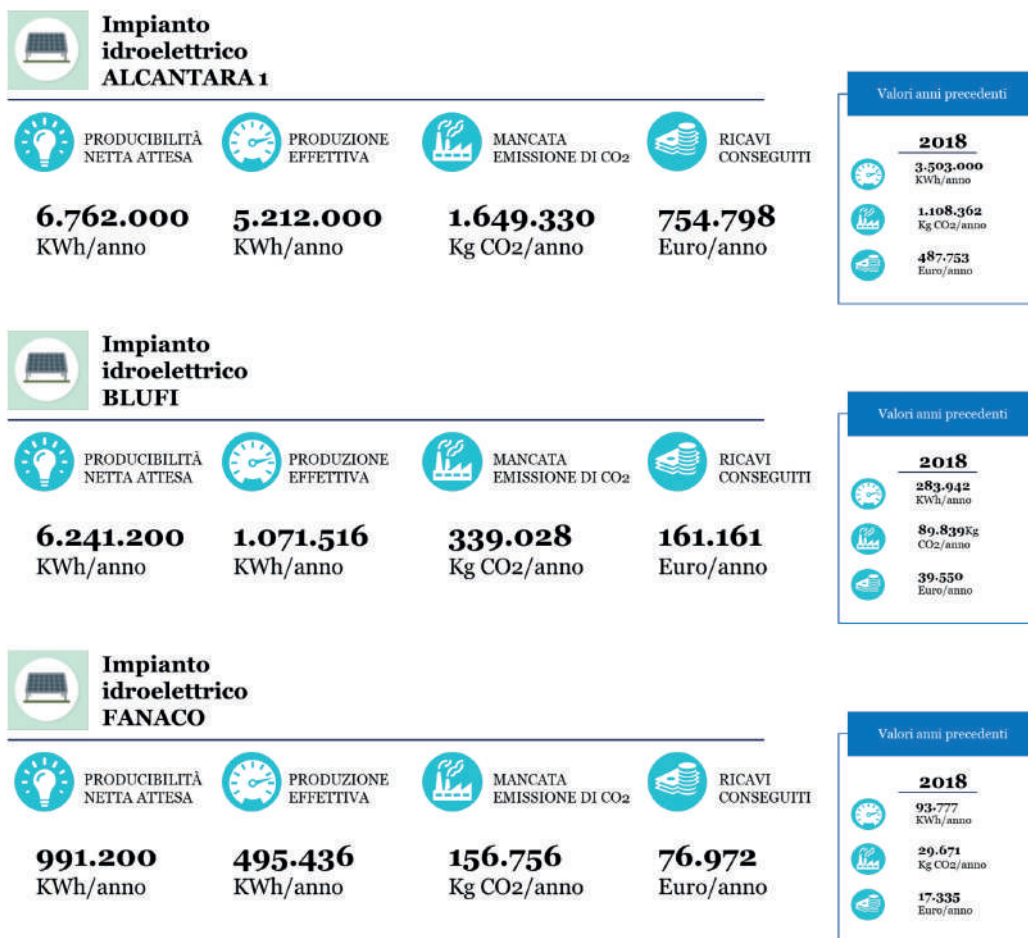 Impianto
idroelettrico
ALCANTARA 1
PRODUCIBILITÀ
NETTA ATTESA
PRODUZIONE
EFFETTIVA
MANCATA
EMISSIONE DI CO2
RICAVI
CONSEGUITI
6.762.000
KWh/anno
5.212.000
KWh/anno
1.649.330
Kg CO2/anno
754.798
Euro/anno
Valori anni precedenti
2018
3.503.000
KWh/anno
1.108.362
Kg CO2/anno
487.753
Euro/anno
Impianto
idroelettrico
BLUFI
PRODUCIBILITÀ
NETTA ATTESA
PRODUZIONE
EFFETTIVA
MANCATA
EMISSIONE DI CO2
RICAVI
CONSEGUITI
6.241.200
KWh/anno
1.071.516
KWh/anno
339.028
Kg CO2/anno
161.161
Euro/anno
Valori anni precedenti
2018
283.942
KWh/anno
89.839Kg
CO2/anno
39.550
Euro/anno
Impianto
idroelettrico
FANACO
PRODUCIBILITÀ
NETTA ATTESA
PRODUZIONE
EFFETTIVA
MANCATA
EMISSIONE DI CO2
RICAVI
CONSEGUITI
991.200
KWh/anno
495.436
KWh/anno
156.756
Kg CO2/anno
76.972
Euro/anno
Valori anni precedenti
2018
93.777
KWh/anno
29.671
Kg CO2/anno
17.335
Euro/anno